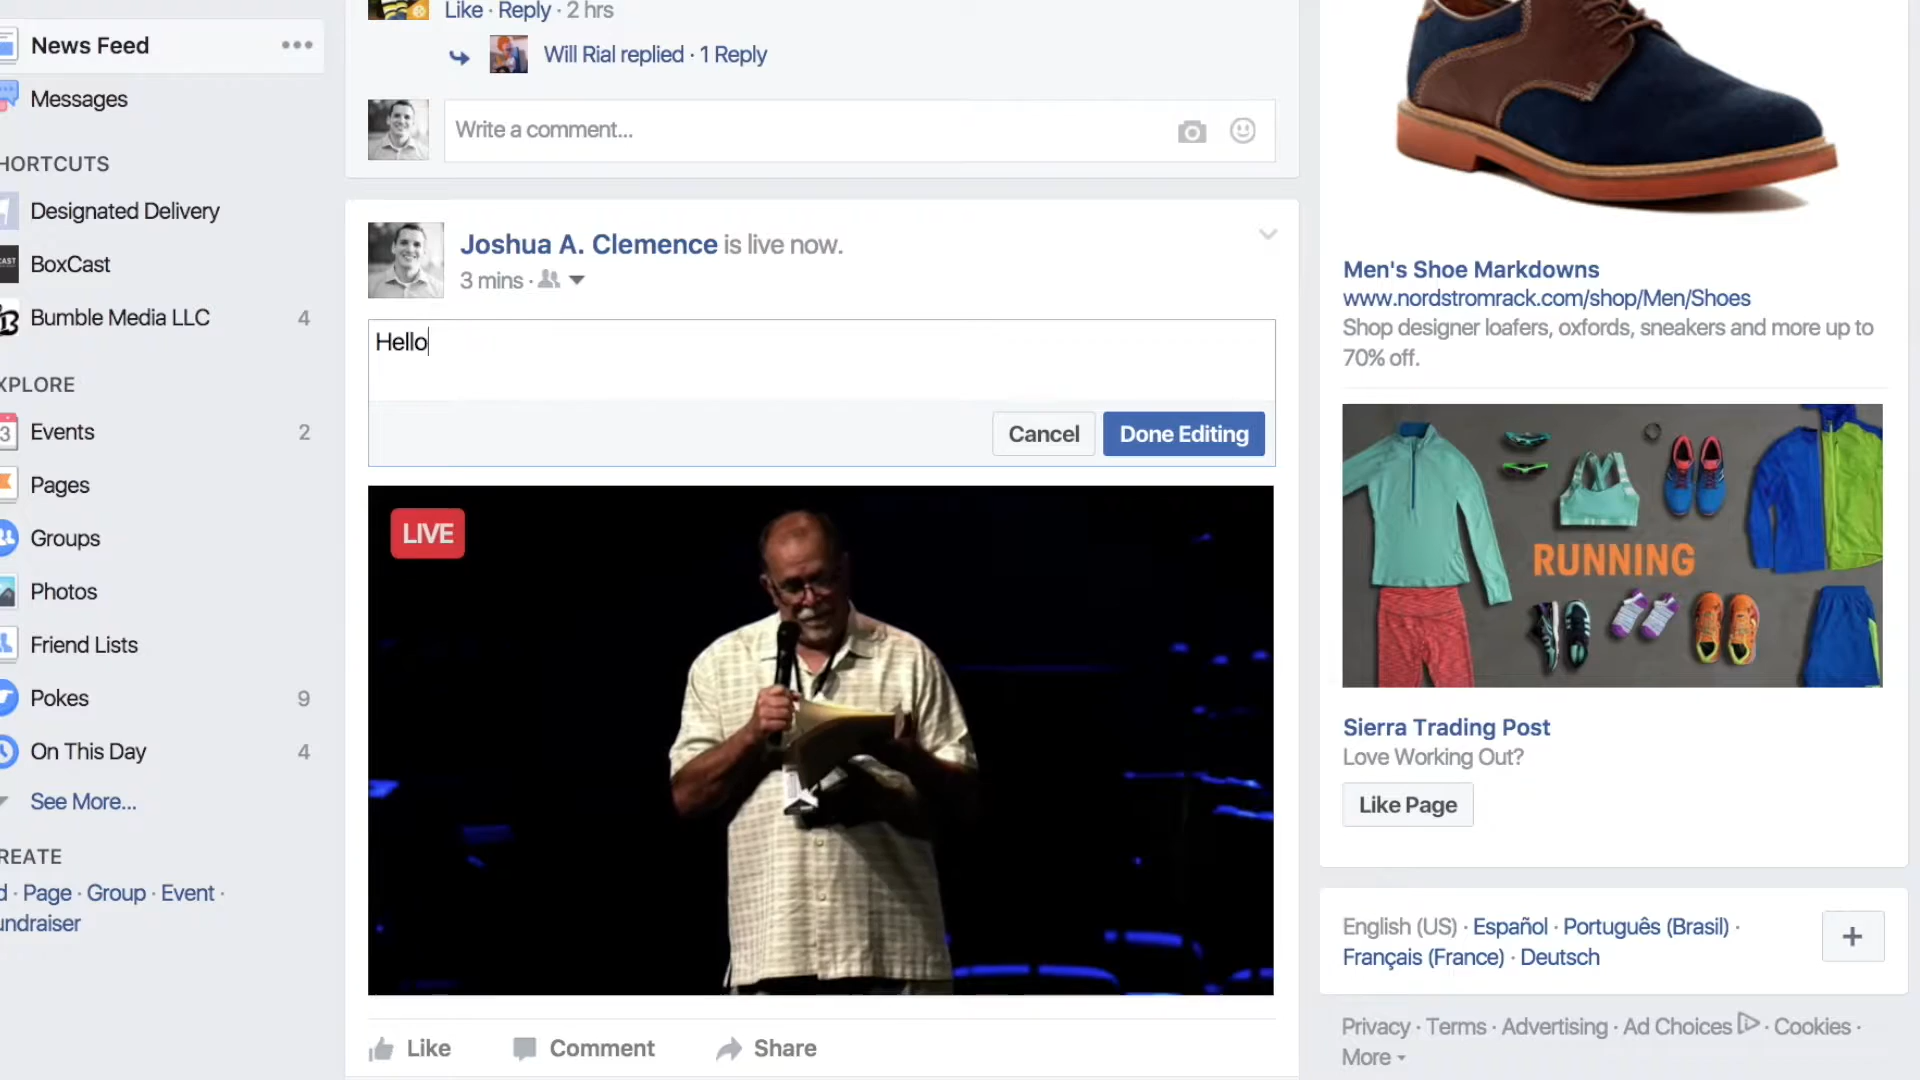 News Feed
Messages
HORTCUTS
Designated Delivery
CAST
BoxCast
Bumble Media LLC 4
XPLORE
3
Events 2
Pages
Groups
Photos
Friend Lists
Pokes 9
On This Day 4
See More...
REATE
d · Page · Group · Event ·
undraiser
Like · Reply · 2 hrs
Will Rial replied · 1 Reply
Write a comment...
Joshua A. Clemence is live now.
3 mins ·
Hello
Cancel Done Editing
LIVE
Like Comment Share
Men's Shoe Markdowns
www.nordstromrack.com/shop/Men/Shoes
Shop designer loafers, oxfords, sneakers and more up to
70% off.
RUNNING
Sierra Trading Post
Love Working Out?
Like Page
English (US) · Español · Português (Brasil) ·
Français (France) · Deutsch
+
Privacy · Terms · Advertising · Ad Choices · Cookies ·
More